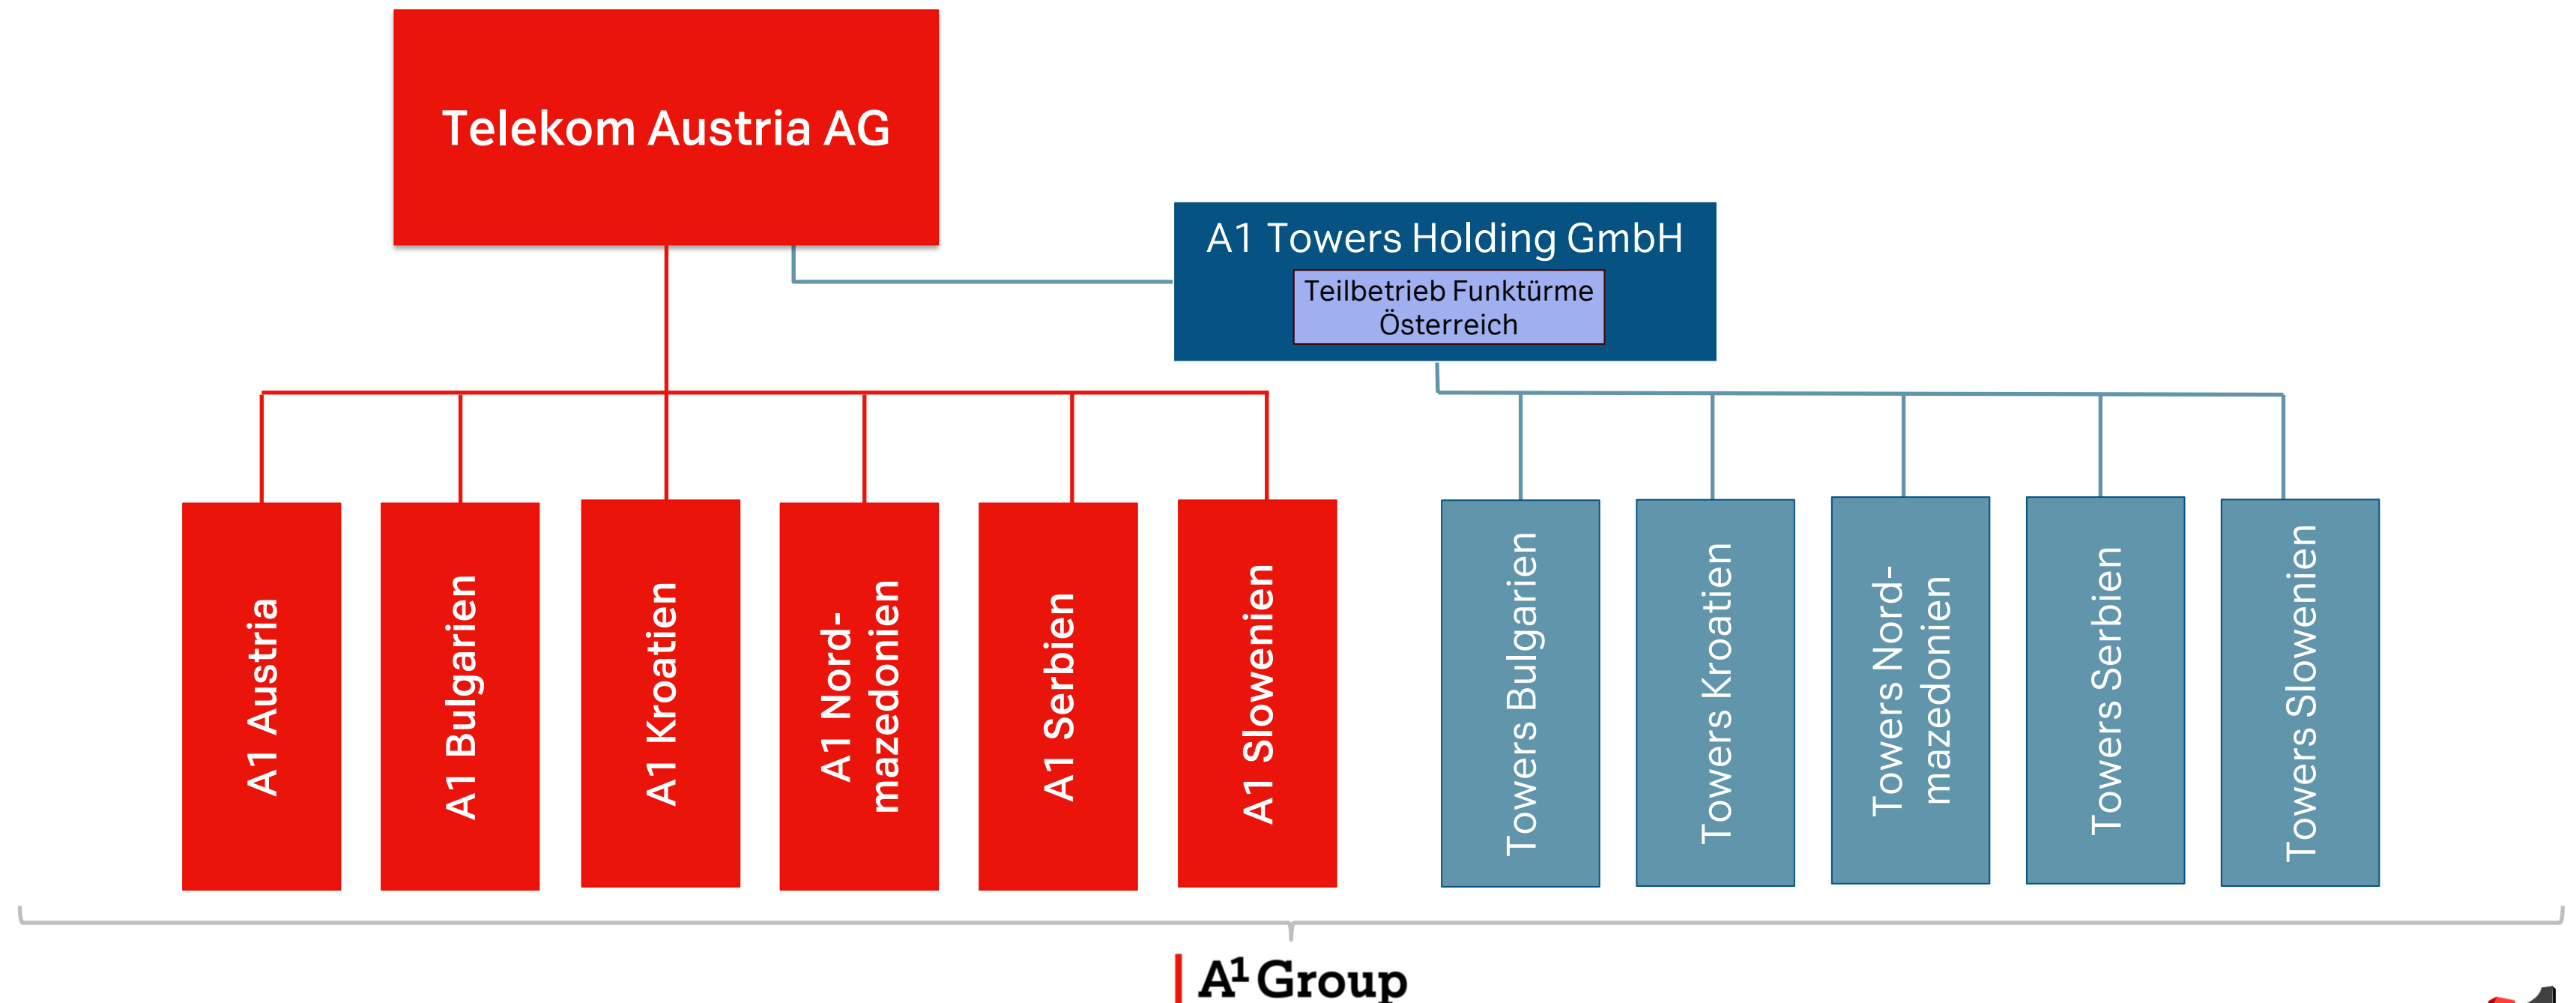 Telekom Austria AG
A1 Towers Holding GmbH
Teilbetrieb Funktürme
Österreich
A1 Austria
A1 Bulgarien
A1 Kroatien
A1 Nord-
mazedonien
A1 Serbien
A1 Slowenien
Towers Bulgarien
Towers Kroatien
Towers Nord-
mazedonien
Towers Serbien
Towers Slowenien
A1 Group